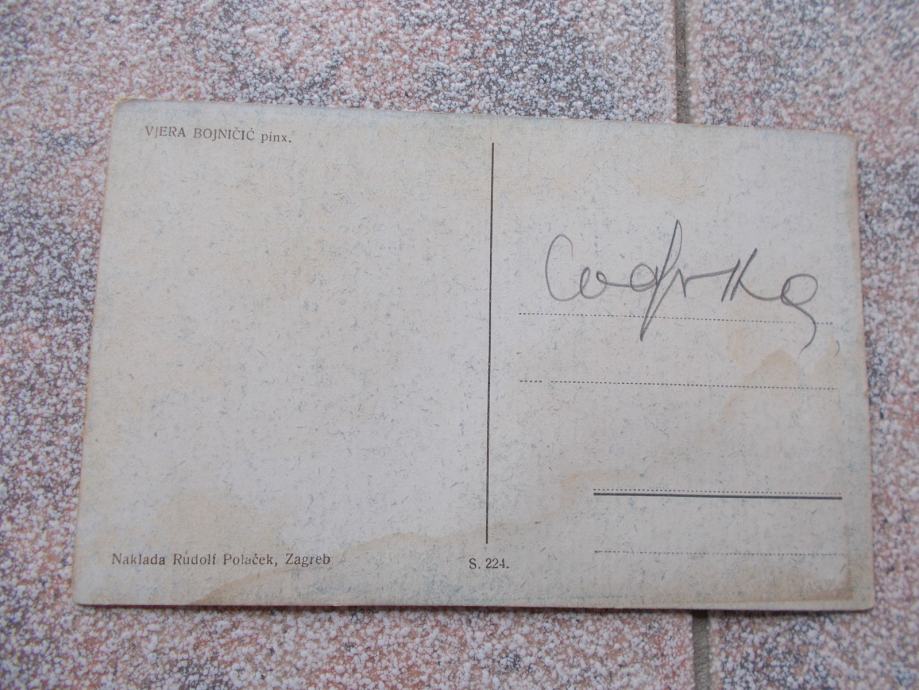 VJERA BOJNIČIĆ pinx.
Naklada Rudolf Polaček, Zagreb
S. 224.